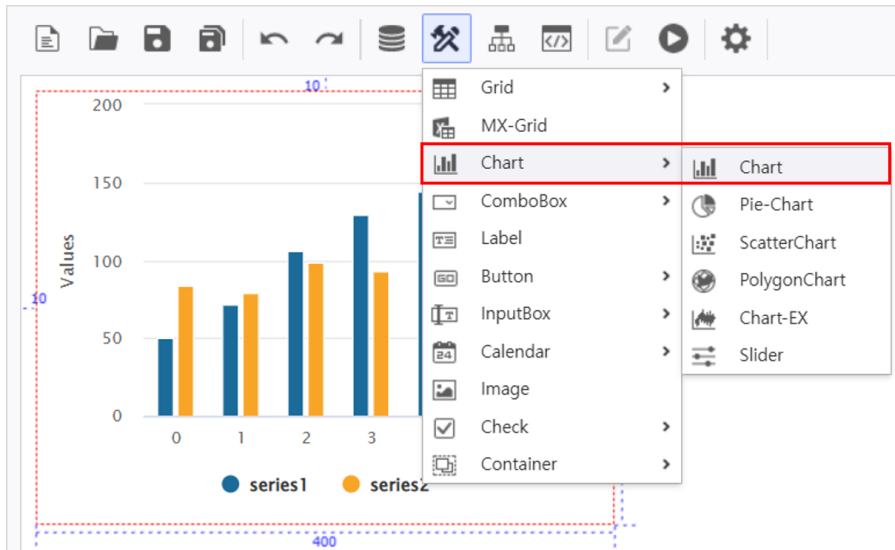 10
200
150
100
50
0
Values
10
0
1
2
3
series1
series2
400
Grid
MX-Grid
Chart
ComboBox
Label
Button
InputBox
Calendar
Image
Check
Container
Chart
Pie-Chart
ScatterChart
PolygonChart
Chart-EX
Slider